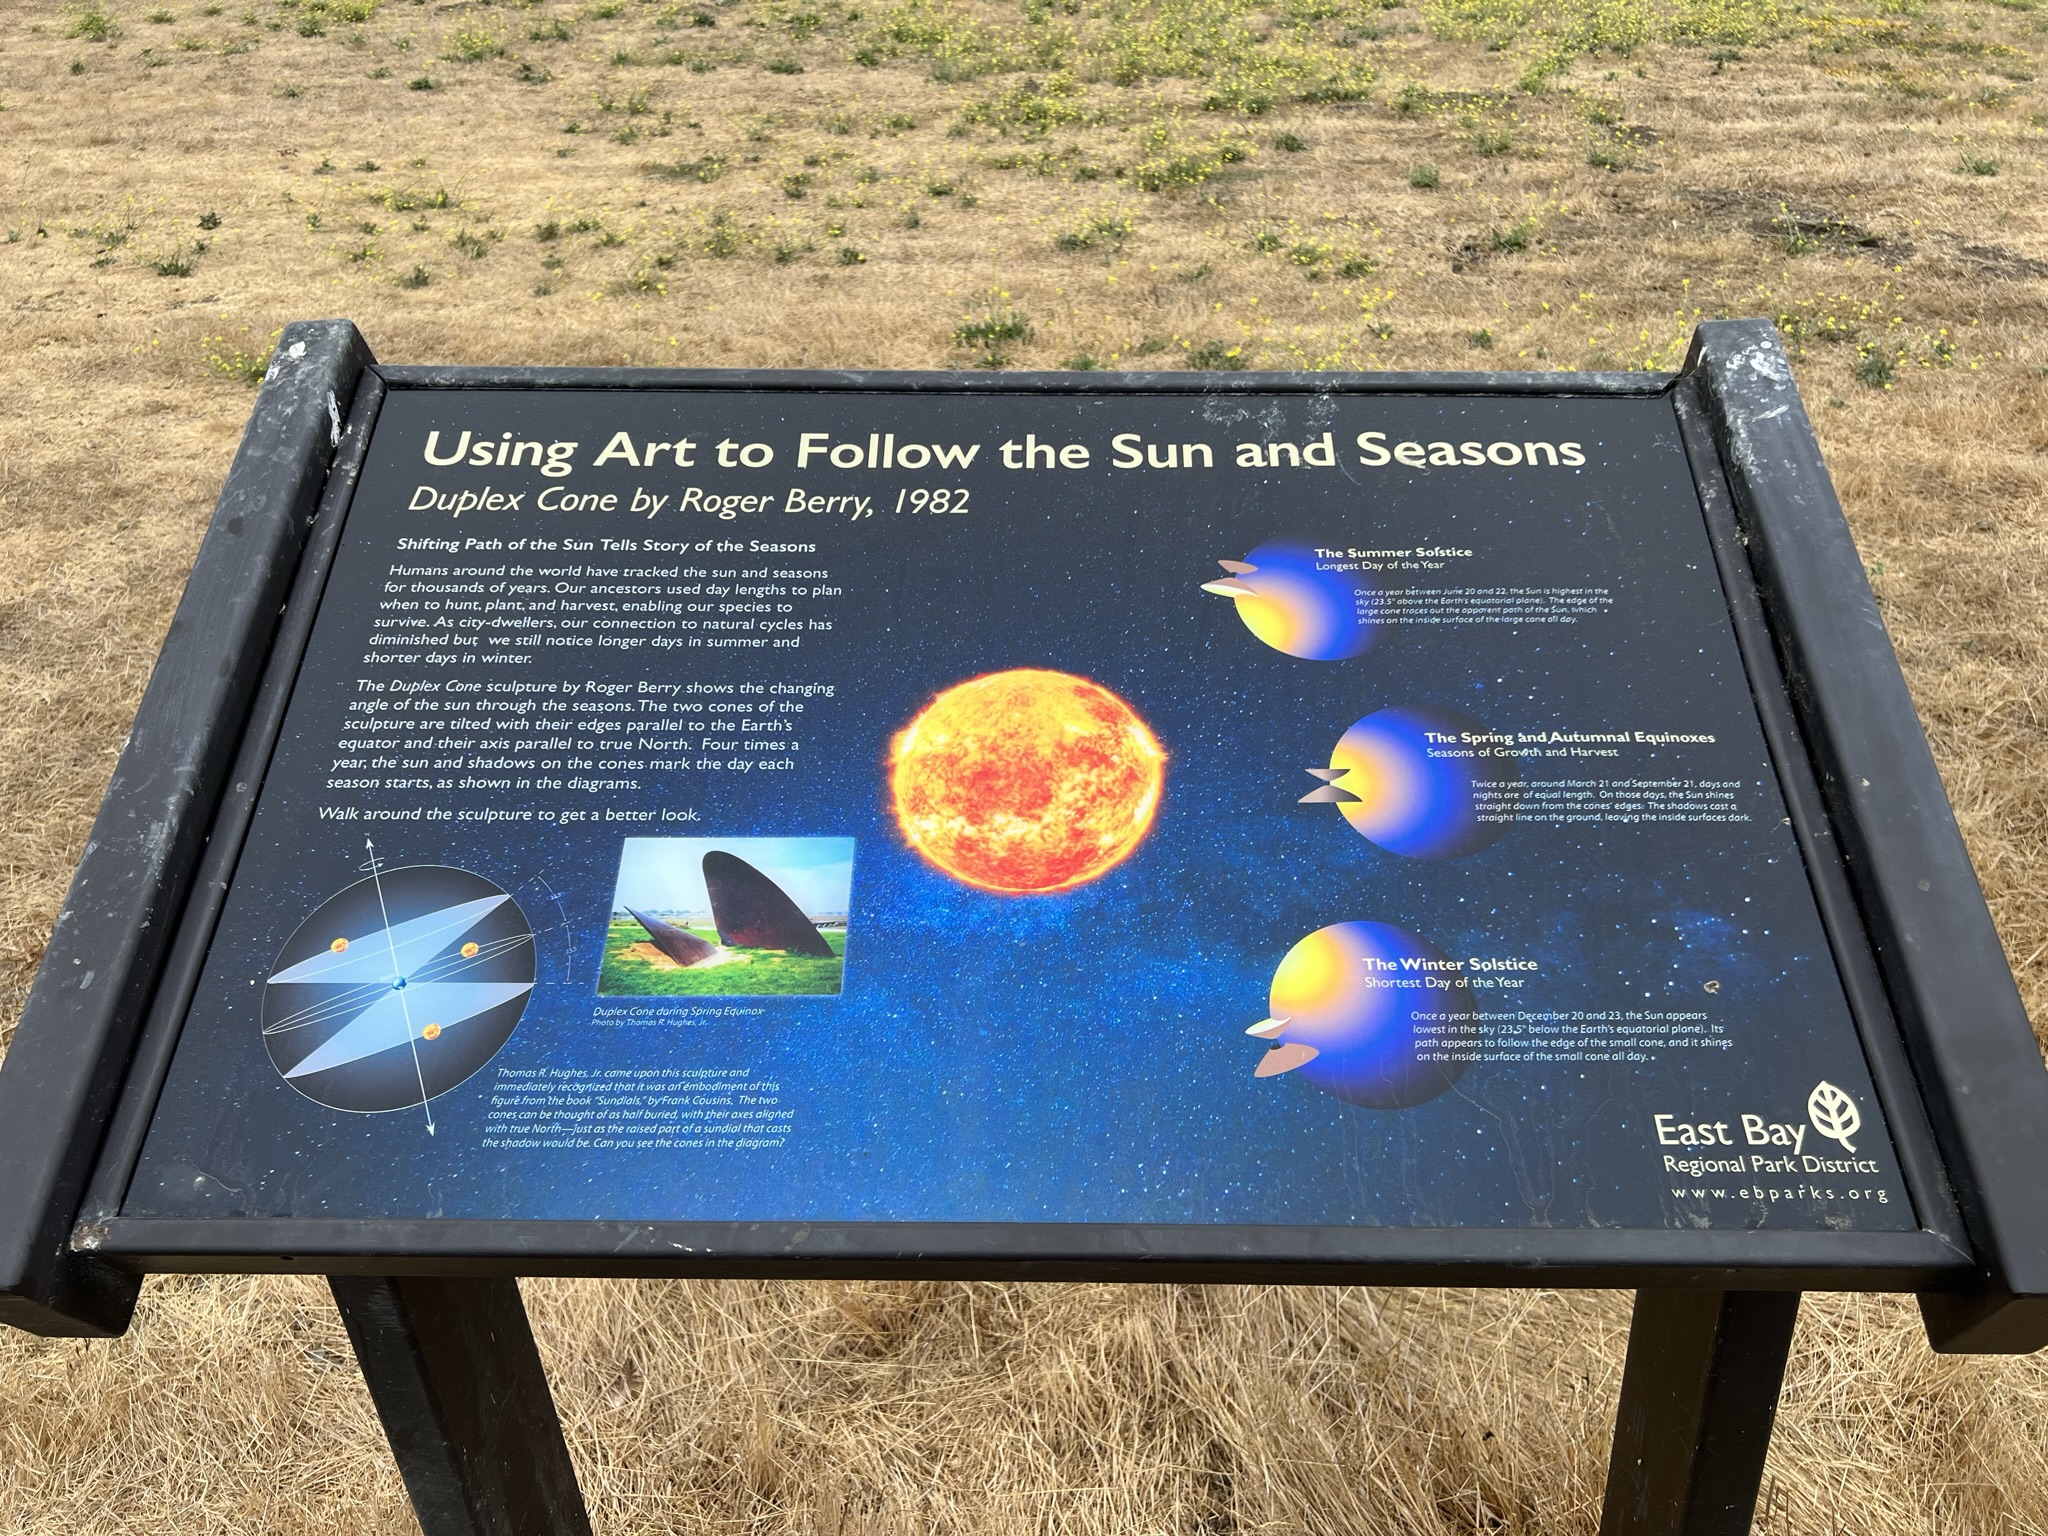 Using Art to Follow the Sun and Seasons
Duplex Cone by Roger Berry, 1982
Shifting Path of the Sun Tells Story of the Seasons
Humans around the world have tracked the sun and seasons
for thousands of years. Our ancestors used day lengths to plan
when to hunt, plant, and harvest, enabling our species to
survive. As city-dwellers, our connection to natural cycles has
diminished but we still notice longer days in summer and
shorter days in winter.
The Duplex Cone sculpture by Roger Berry shows the changing
angle of the sun through the seasons. The two cones of the
sculpture are tilted with their edges parallel to the Earth's
equator and their axis parallel to true North. Four times a
year, the sun and shadows on the cones mark the day each
season starts, as shown in the diagrams.
Walk around the sculpture to get a better look.
Duplex Cone during Spring Equinox
Photo by Thomas R. Hughes, Jr.
Thomas R. Hughes, Jr. came upon this sculpture and
immediately recognized that it was an embodiment of this
figure from the book "Sundials," by Frank Cousins. The two
cones can be thought of as half buried, with their axes aligned
with true North—just as the raised part of a sundial that casts
the shadow would be. Can you see the cones in the diagram?
The Summer Solstice
Longest Day of the Year
Once a year between June 20 and 22, the Sun is highest in the
sky (23.5° above the Earth's equatorial plane). The edge of the
large cone traces out the apparent path of the Sun, which
shines on the inside surface of the large cone all day.
The Spring and Autumnal Equinoxes
Seasons of Growth and Harvest
Twice a year, around March 21 and September 21, days and
nights are of equal length. On those days, the Sun shines
straight down from the cones' edges. The shadows cast a
straight line on the ground, leaving the inside surfaces dark.
The Winter Solstice
Shortest Day of the Year
Once a year between December 20 and 23, the Sun appears
lowest in the sky (23.5° below the Earth's equatorial plane). Its
path appears to follow the edge of the small cone, and it shines
on the inside surface of the small cone all day.
East Bay
Regional Park District
www.ebparks.org